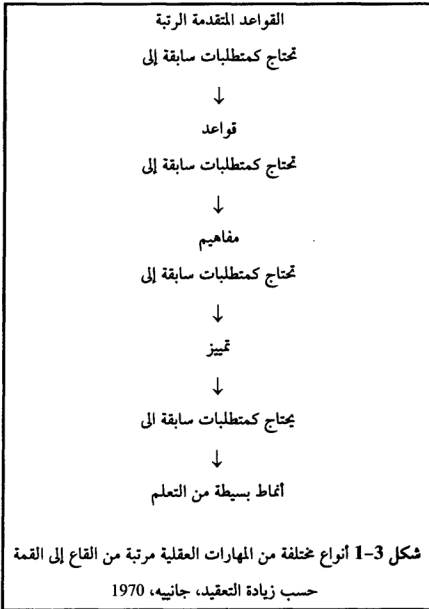 القواعد المتقدمة الرتبة
تحتاج كمتطلبات سابقة إلى
↓
قواعد
تحتاج كمتطلبات سابقة إلى
↓
مفاهيم
تحتاج كمتطلبات سابقة إلى
↓
تمييز
↓
يحتاج كمتطلبات سابقة الى
↓
أنماط بسيطة من التعلم
شكل 3–1 أنواع مختلفة من المهارات العقلية مرتبة من القاع إلى القمة
حسب زيادة التعقيد، جانييه، 1970